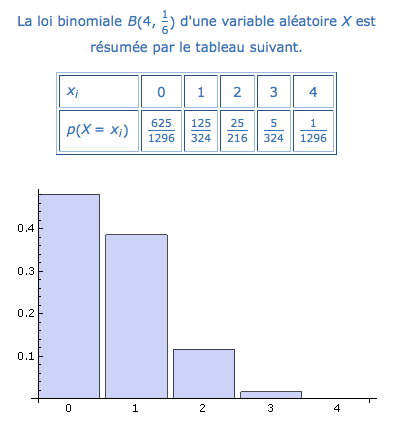 La loi binomiale B(4, 1/6) d'une variable aléatoire X est
résumée par le tableau suivant.
xᵢ 0 1 2 3 4
p(X = xᵢ) 625/1296 125/324 25/216 5/324 1/1296
0.4
0.3
0.2
0.1
0 1 2 3 4